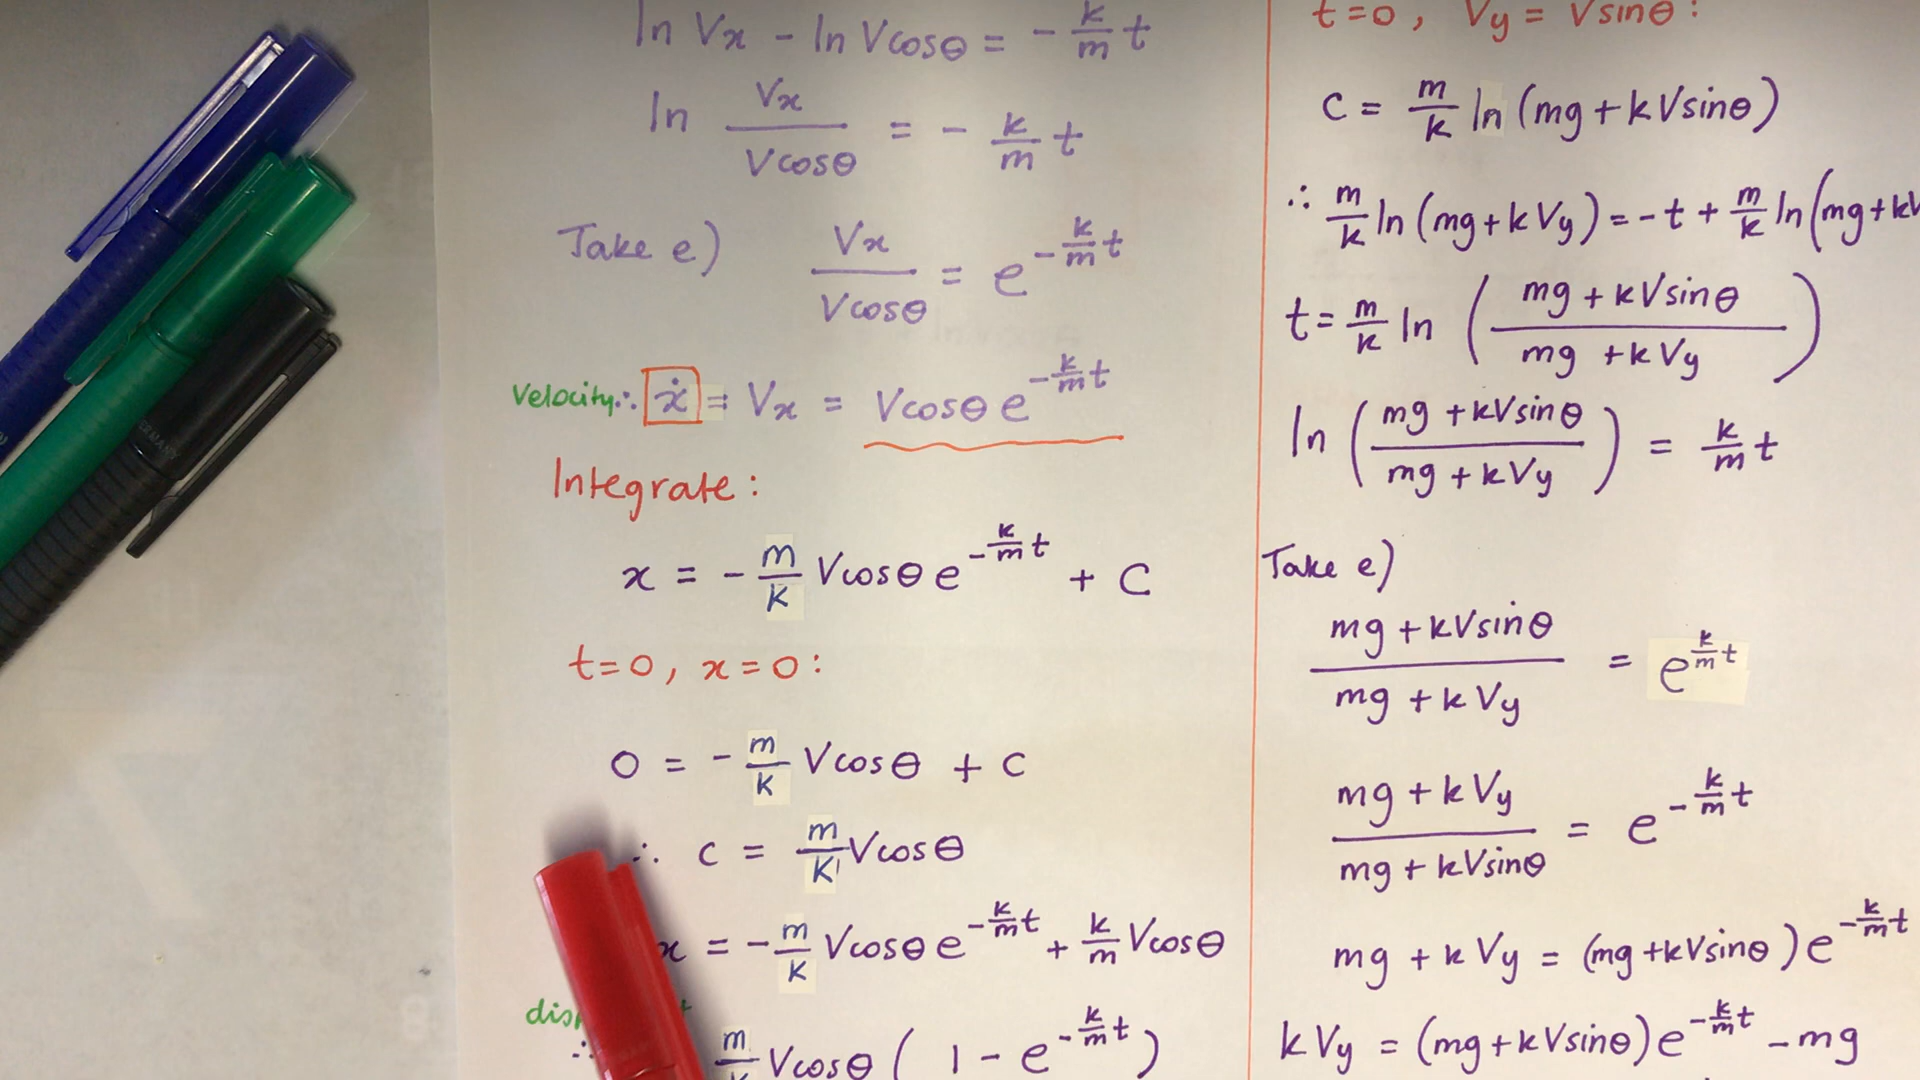 ln Vx - ln Vcosθ = - k/m t
ln Vx/Vcosθ = - k/m t
Take e) Vx/Vcosθ = e^(-k/m t)
Velocity ∴ ẋ = Vx = Vcosθ e^(-k/m t)
Integrate:
x = - m/k Vcosθ e^(-k/m t) + C
t=0, x=0:
0 = - m/k Vcosθ + C
∴ C = m/k Vcosθ
x = - m/k Vcosθ e^(-k/m t) + k/m Vcosθ
∴ m/k Vcosθ ( 1 - e^(-k/m t) )
t=0, Vy = Vsinθ:
C = m/k ln (mg + kVsinθ)
∴ m/k ln (mg + kVy) = -t + m/k ln (mg + kV
t = m/k ln ( mg + kVsinθ / mg + kVy )
ln ( mg + kVsinθ / mg + kVy ) = k/m t
Take e)
mg + kVsinθ / mg + kVy = e^(k/m t)
mg + kVy / mg + kVsinθ = e^(-k/m t)
mg + kVy = (mg + kVsinθ) e^(-k/m t)
kVy = (mg + kVsinθ) e^(-k/m t) - mg